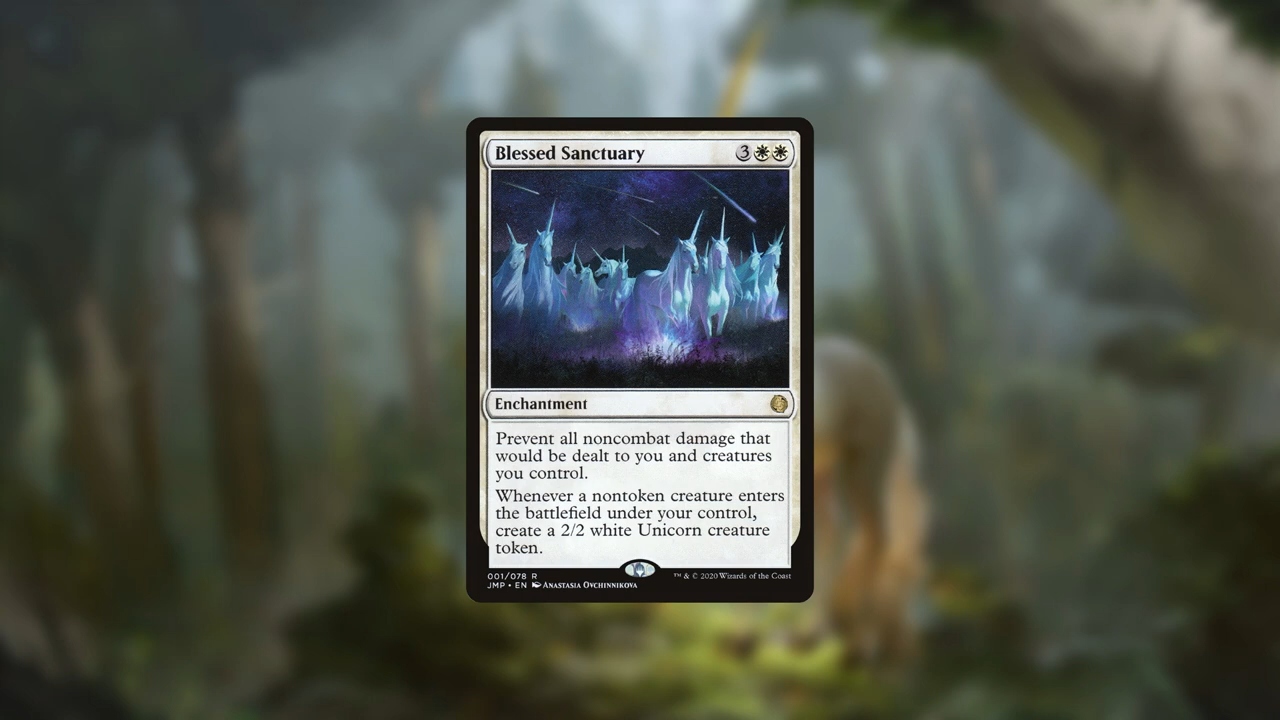 Blessed Sanctuary 3
Enchantment
Prevent all noncombat damage that
would be dealt to you and creatures
you control.
Whenever a nontoken creature enters
the battlefield under your control,
create a 2/2 white Unicorn creature
token.
001/078 R
JMP • EN ANASTASIA OVCHINNIKOVA
™ & © 2020 Wizards of the Coast